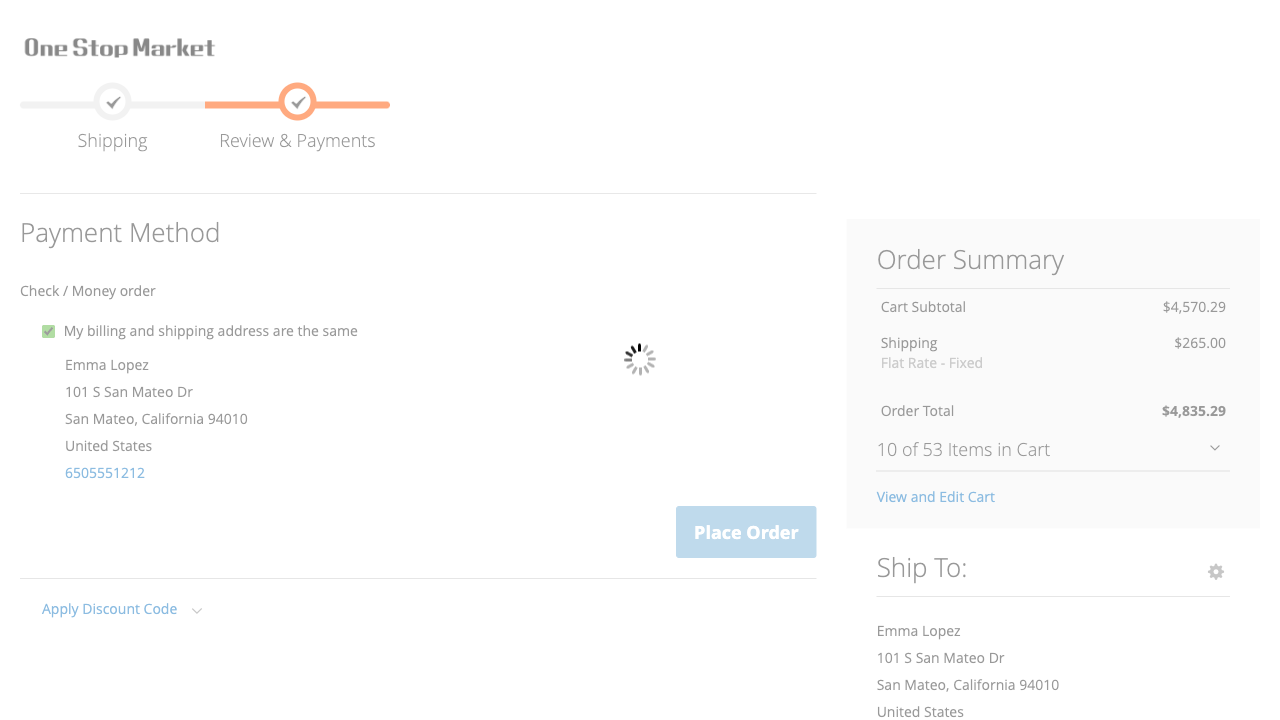 One Stop Market
Shipping
Review & Payments
Payment Method
Check / Money order
My billing and shipping address are the same
Emma Lopez
101 S San Mateo Dr
San Mateo, California 94010
United States
6505551212
Place Order
Apply Discount Code
Order Summary
Cart Subtotal $4,570.29
Shipping $265.00
Flat Rate - Fixed
Order Total $4,835.29
10 of 53 Items in Cart
View and Edit Cart
Ship To:
Emma Lopez
101 S San Mateo Dr
San Mateo, California 94010
United States